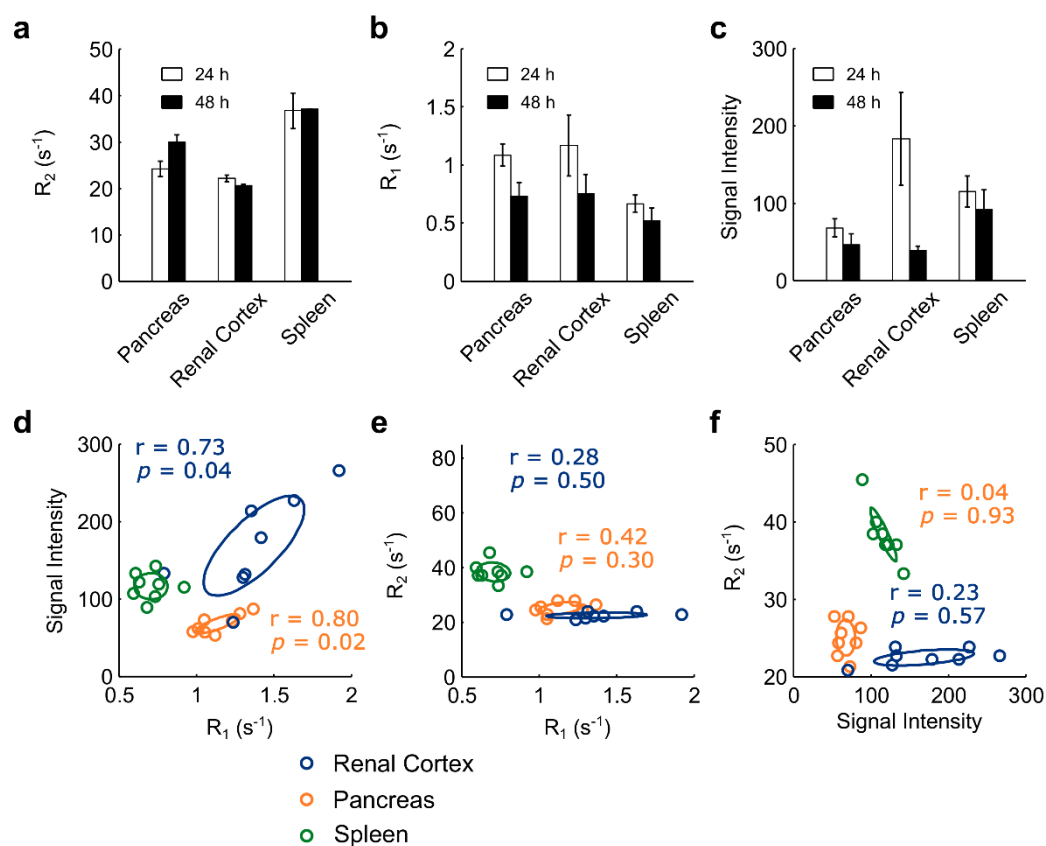 a
50
40
30
20
10
0
R2 (s-1)
24 h
48 h
Pancreas
Renal Cortex
Spleen
b
2
1.5
1
0.5
0
R1 (s-1)
24 h
48 h
Pancreas
Renal Cortex
Spleen
c
300
200
100
0
Signal Intensity
24 h
48 h
Pancreas
Renal Cortex
Spleen
d
300
200
100
0
Signal Intensity
r = 0.73
p = 0.04
r = 0.80
p = 0.02
0.5 1 1.5 2
R1 (s-1)
e
80
60
40
20
0
R2 (s-1)
r = 0.28
p = 0.50
r = 0.42
p = 0.30
0.5 1 1.5 2
R1 (s-1)
f
50
40
30
20
R2 (s-1)
r = 0.04
p = 0.93
r = 0.23
p = 0.57
0 100 200 300
Signal Intensity
Renal Cortex
Pancreas
Spleen